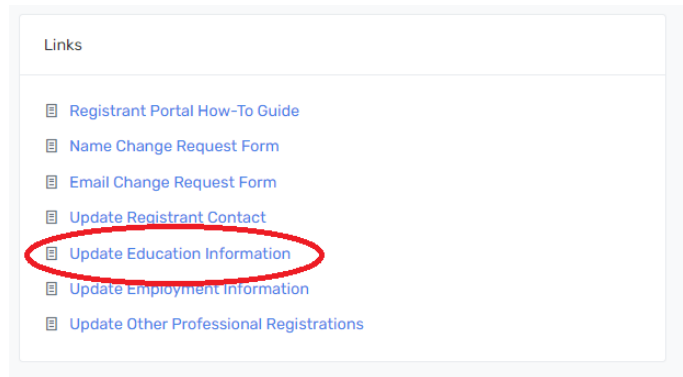 Links
Registrant Portal How-To Guide
Name Change Request Form
Email Change Request Form
Update Registrant Contact
Update Education Information
Update Employment Information
Update Other Professional Registrations